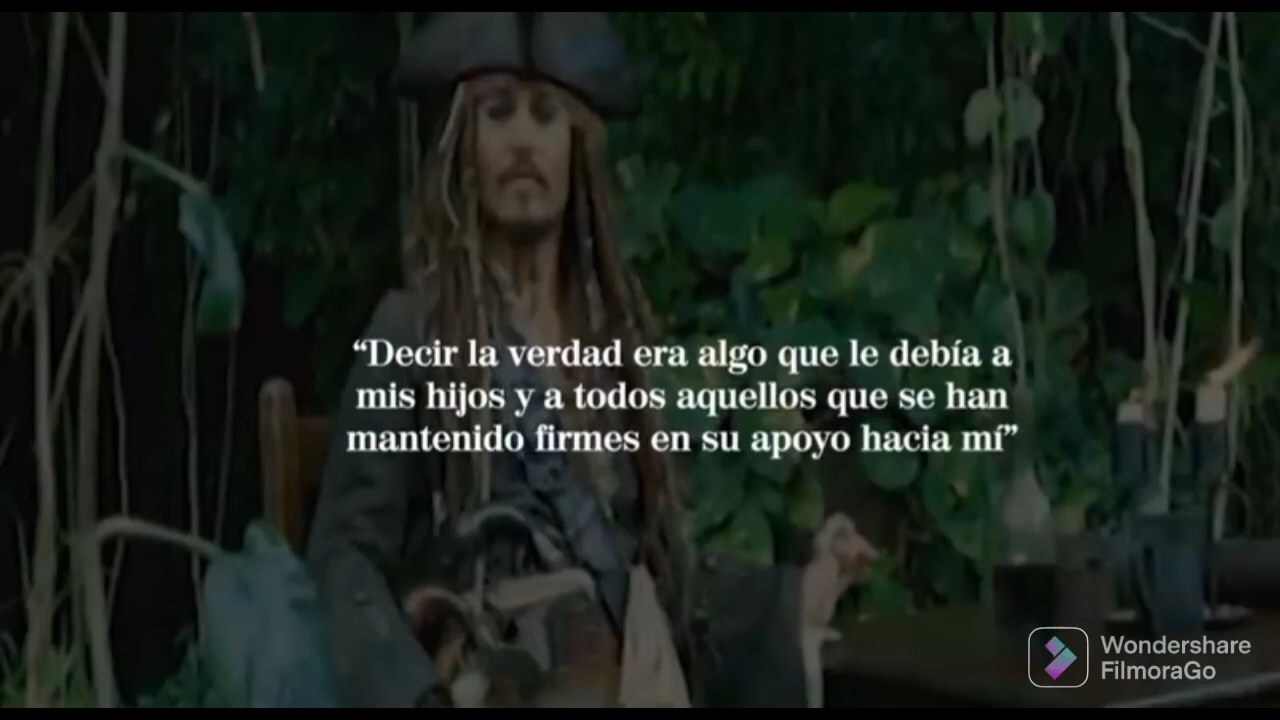 “Decir la verdad era algo que le debía a
mis hijos y a todos aquellos que se han
mantenido firmes en su apoyo hacia mí”
Wondershare
FilmoraGo